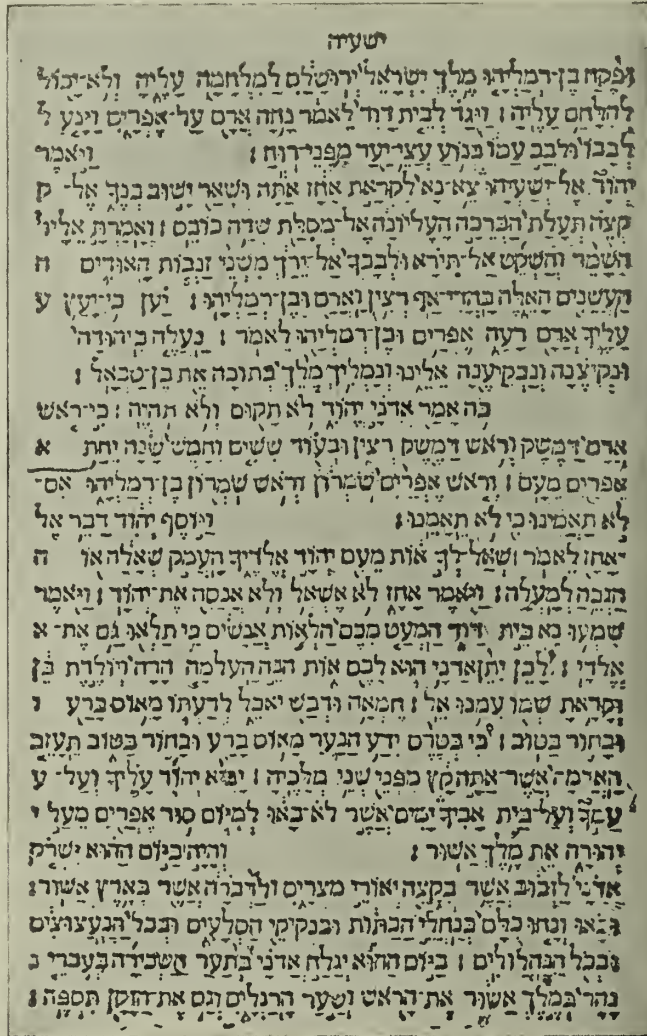 ישעיה
ופקח בן־רמליהו מלך ישראל ירושלם למלחמה עליה ולא־יכול
להלחם עליה ׃ ויגד לבית דוד לאמר נחה ארם על־אפרים וינע ל
לבבו ולבב עמו כנוע עצי־יער מפני־רוח ׃ ויאמר
יהוד אל־ישעיהו צא־נא לקראת אחז אתה ושאר ישוב בנך אל־ ק
קצה תעלת הברכה העליונה אל־מסלת שדה כובס ׃ ואמרת אליו
השמר והשקט אל־תירא ולבבך אל־ירך משני זנבות האודים ה
העשנים האלה בחרי־אף רצין וארם ובן־רמליהו ׃ יען כי־יעץ ע
עליך ארם רעה אפרים ובן־רמליהו לאמר ׃ נעלה ביהודה
ונקיצנה ונבקיענה אלינו ונמליך מלך בתוכה את בן־טבאל ׃
כה אמר אדני יהוד לא תקום ולא תהיה ׃ כי־ראש
ארם דמשק וראש דמשק רצין ובעוד ששים וחמש שנה יחת א
אפרים מעם ׃ וראש אפרים שמרון וראש שמרון בן־רמליהו אם־
לא תאמינו כי לא תאמנו ׃ ויוסף יהוד דבר אל
־אחז לאמר ׃ שאל־לך אות מעם יהוד אלדיך העמק שאלה או ה
הגבה למעלה ׃ ויאמר אחז לא אשאל ולא אנסה את־יהוד ׃ ויאמר
שמעו נא בית דוד המעט מכם הלאות אנשים כי תלאו גם את־א
אלדי ׃ לכן יתן אדני הוא לכם אות הנה העלמה הרה ויולדת בן
וקראת שמו עמנו אל ׃ חמאה ודבש יאכל לדעתו מאוס ברע ו
ובחור בטוב ׃ כי בטרם ידע הנער מאוס ברע ובחור בטוב תעזב
האדמה אשר אתה קץ מפני שני מלכיה ׃ יביא יהוד עליך ועל־ ע
עמך ועל־בית אביך ימים אשר לא־באו למיום סור אפרים מעל י
יהודה את מלך אשור ׃ והיה ביום ההוא ישרק
אדני לזבוב אשר בקצה יאורי מצרים ולדברה אשר בארץ אשור ׃
ובאו ונחו כלם בנחלי הבתות ובנקיקי הסלעים ובכל הנעצוצים
ובכל הנהלולים ׃ ביום ההוא יגלח אדני בתער השכירה בעברי נ
נהר במלך אשור את־הראש ושער הרגלים וגם את־הזקן תספה ׃